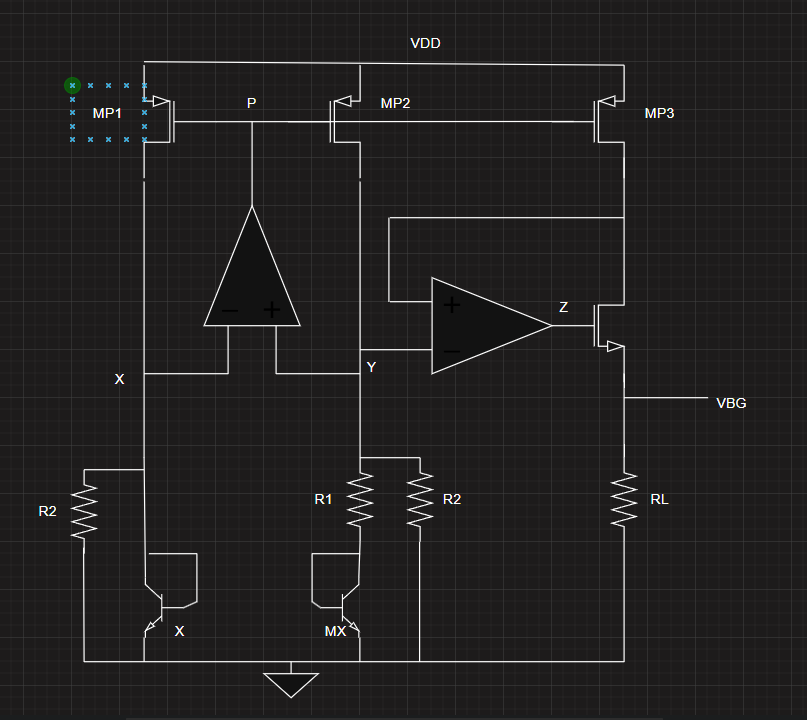 VDD
MP1
P
MP2
MP3
− +
+
Z
−
Y
X
VBG
R2
R1
R2
RL
X
MX